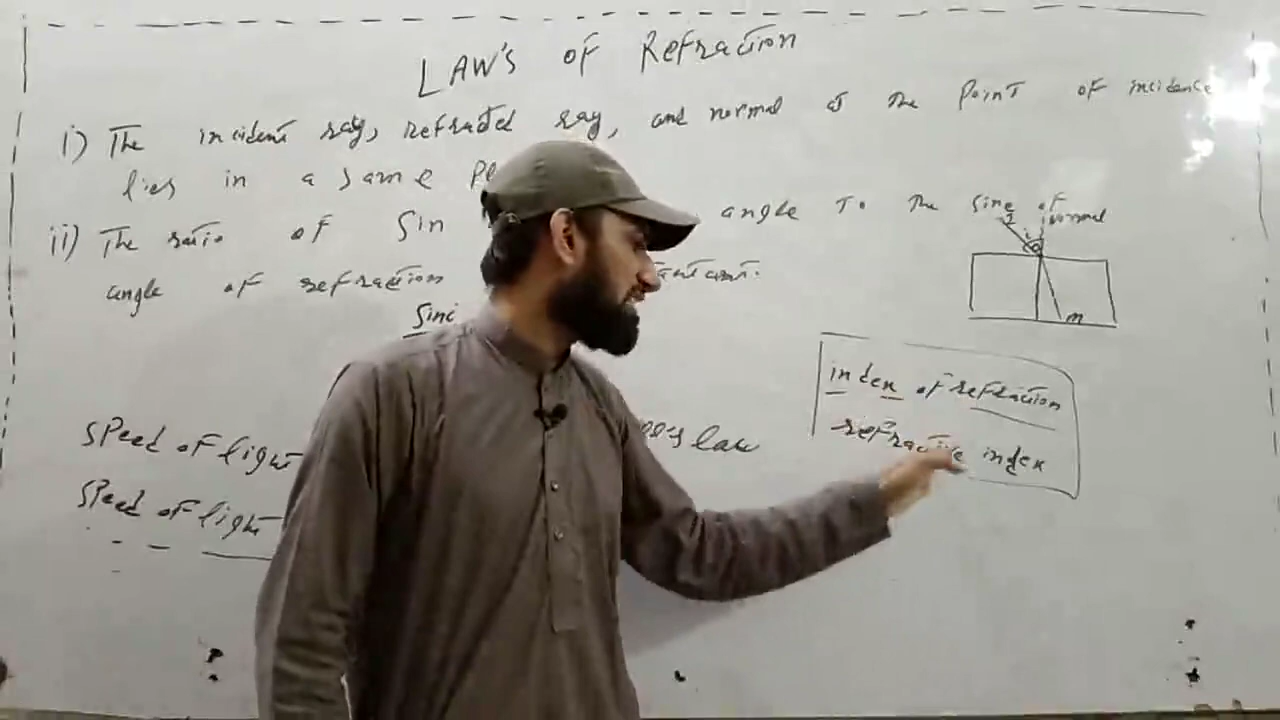 LAW'S of Refraction
i) The incident ray, refracted ray, and normal at the Point of incidence
lies in a same
ii) The ratio of Sin angle To the Sine of
angle of refraction
Sini
Normal
m
index of refraction
refractive index
Speed of light
law
Speed of light